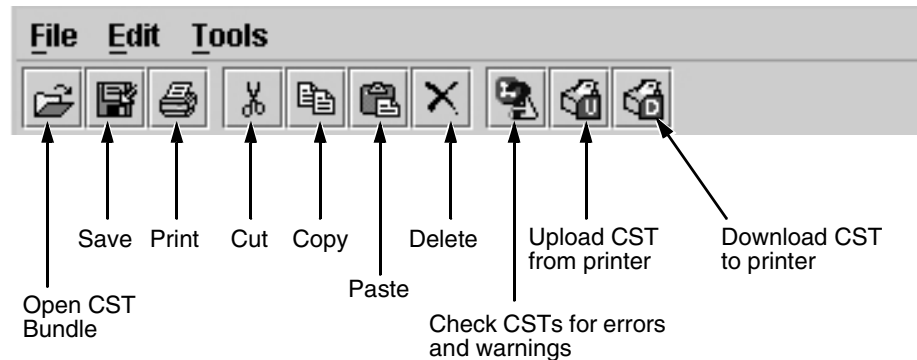 File Edit Tools
U D
Save Print Cut Copy Delete Upload CST Download CST
from printer to printer
Paste
Open CST
Bundle
Check CSTs for errors
and warnings